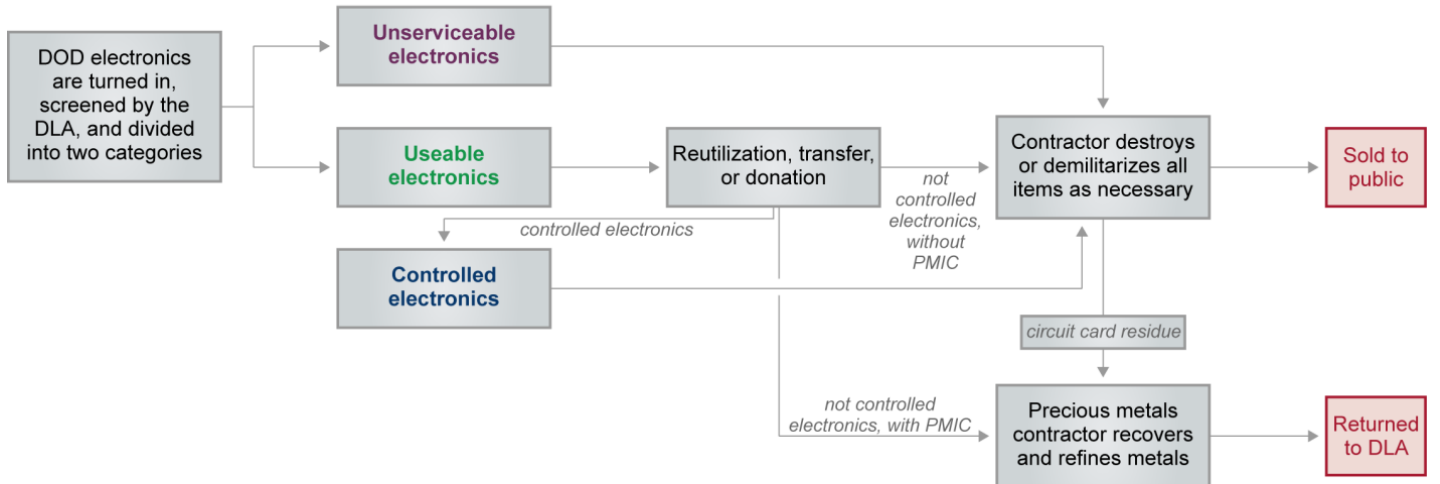 DOD electronics
are turned in,
screened by the
DLA, and divided
into two categories
Unserviceable
electronics
Useable
electronics
Reutilization, transfer,
or donation
not
controlled
electronics,
without
PMIC
Contractor destroys
or demilitarizes all
items as necessary
Sold to
public
controlled electronics
Controlled
electronics
circuit card residue
not controlled
electronics, with PMIC
Precious metals
contractor recovers
and refines metals
Returned
to DLA